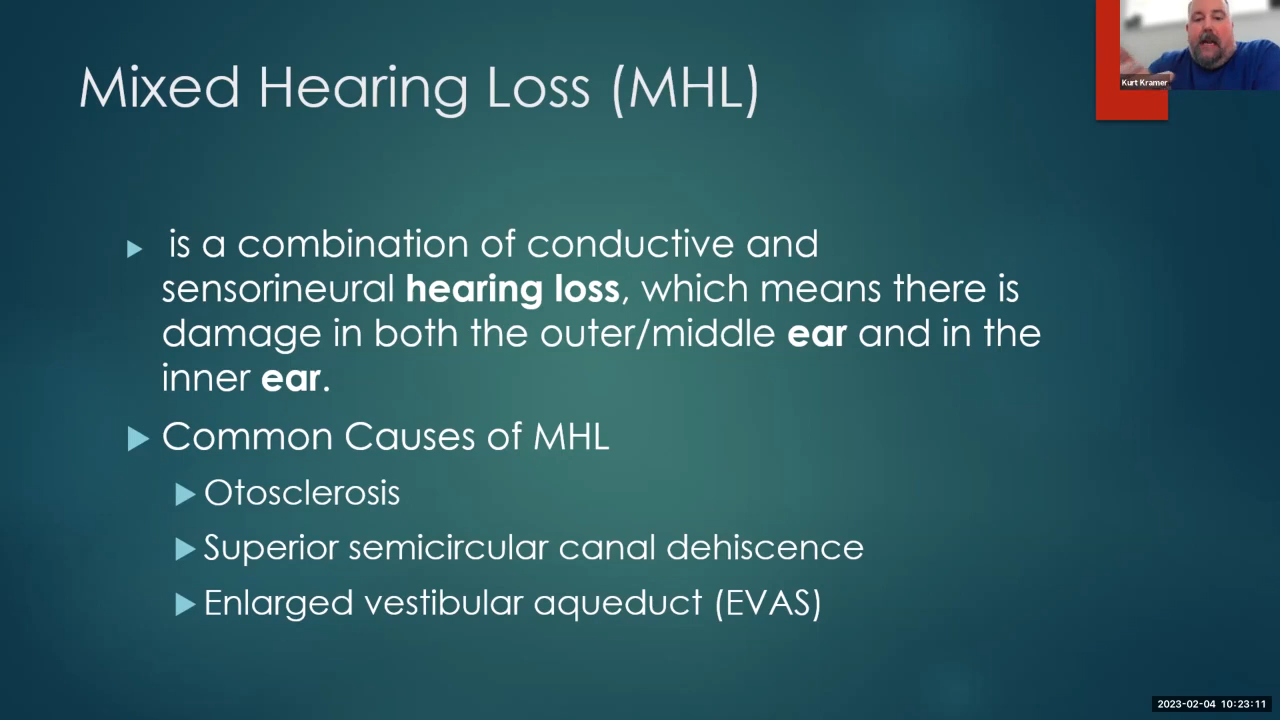 Mixed Hearing Loss (MHL)
Kurt Kramer
is a combination of conductive and
sensorineural hearing loss, which means there is
damage in both the outer/middle ear and in the
inner ear.
Common Causes of MHL
Otosclerosis
Superior semicircular canal dehiscence
Enlarged vestibular aqueduct (EVAS)
2023-02-04 10:23:11